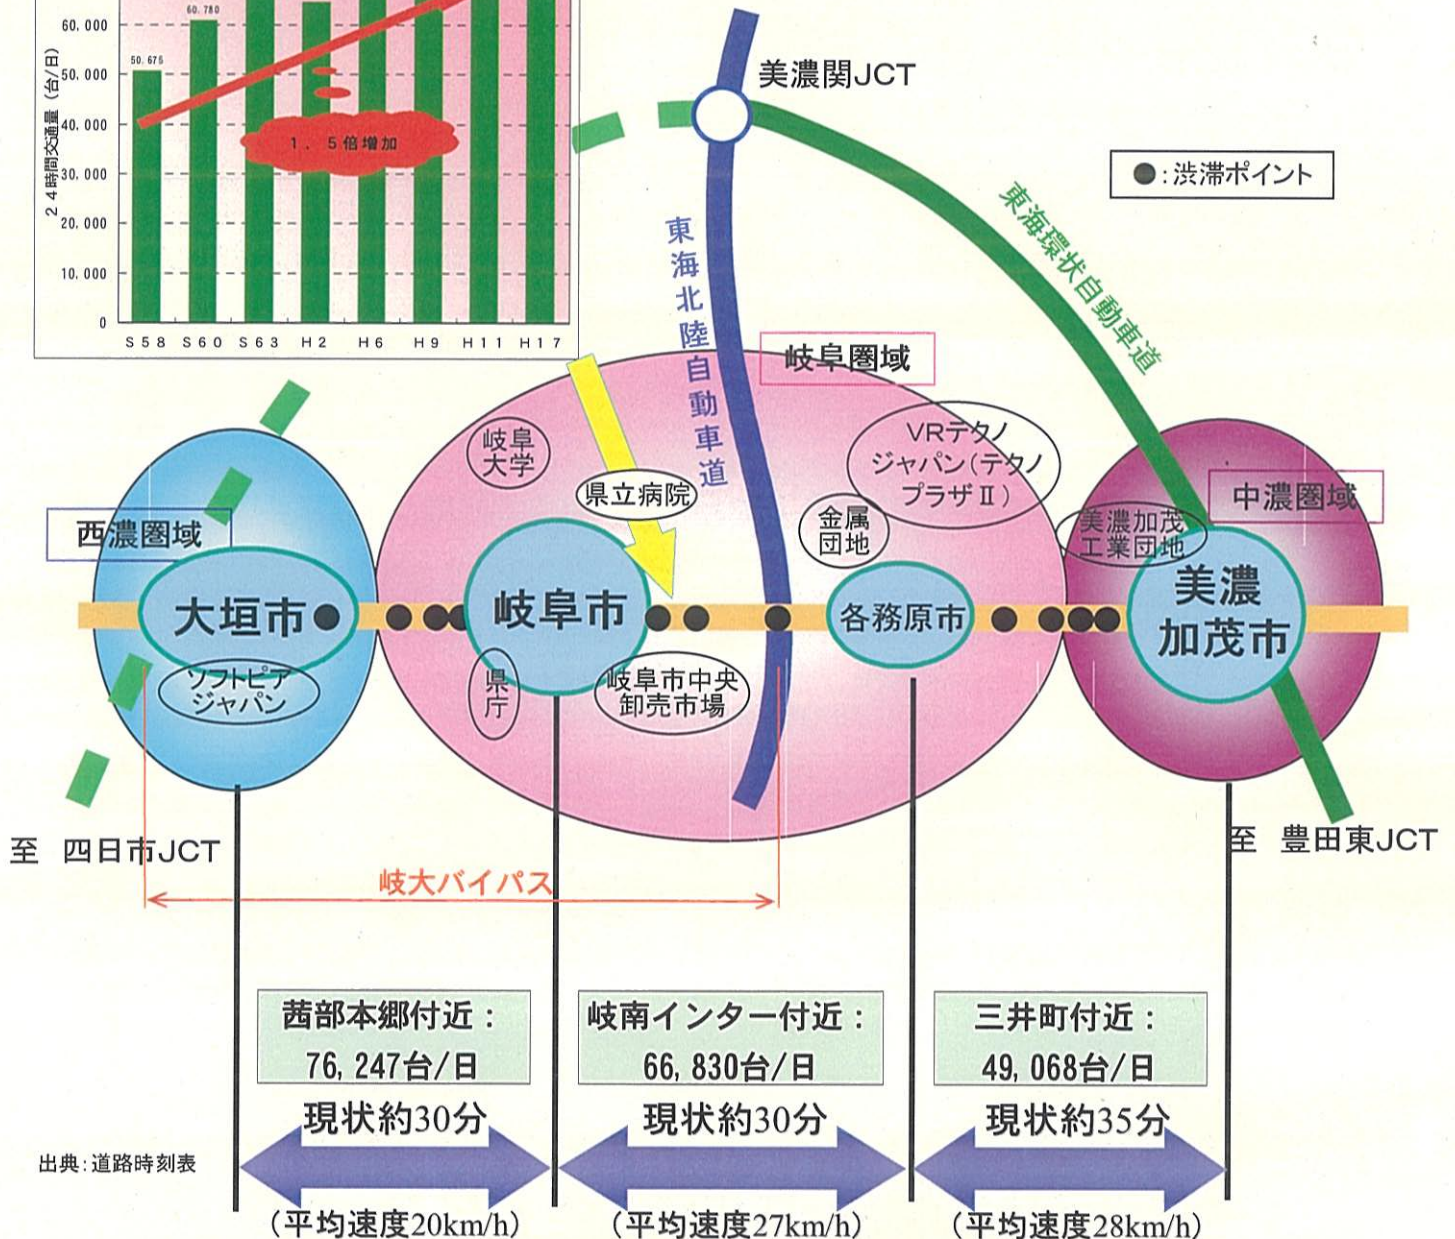 60.780
60.000
50.675
50.000
40.000
30.000
20.000
10.000
0
24時間交通量(台/日)
1.5倍増加
S58 S60 S63 H2 H6 H9 H11 H17
美濃関JCT
●:渋滞ポイント
東海環状自動車道
東海北陸自動車道
岐阜圏域
岐阜
大学
県立病院
VRテクノ
ジャパン(テクノ
プラザⅡ)
金属
団地
西濃圏域
中濃圏域
美濃加茂
工業団地
大垣市
岐阜市
各務原市
美濃
加茂市
ソフトピア
ジャパン
県
庁
岐阜市中央
卸売市場
至 四日市JCT
至 豊田東JCT
岐大バイパス
茜部本郷付近:
76,247台/日
岐南インター付近:
66,830台/日
三井町付近:
49,068台/日
現状約30分
現状約30分
現状約35分
出典:道路時刻表
(平均速度20km/h)
(平均速度27km/h)
(平均速度28km/h)